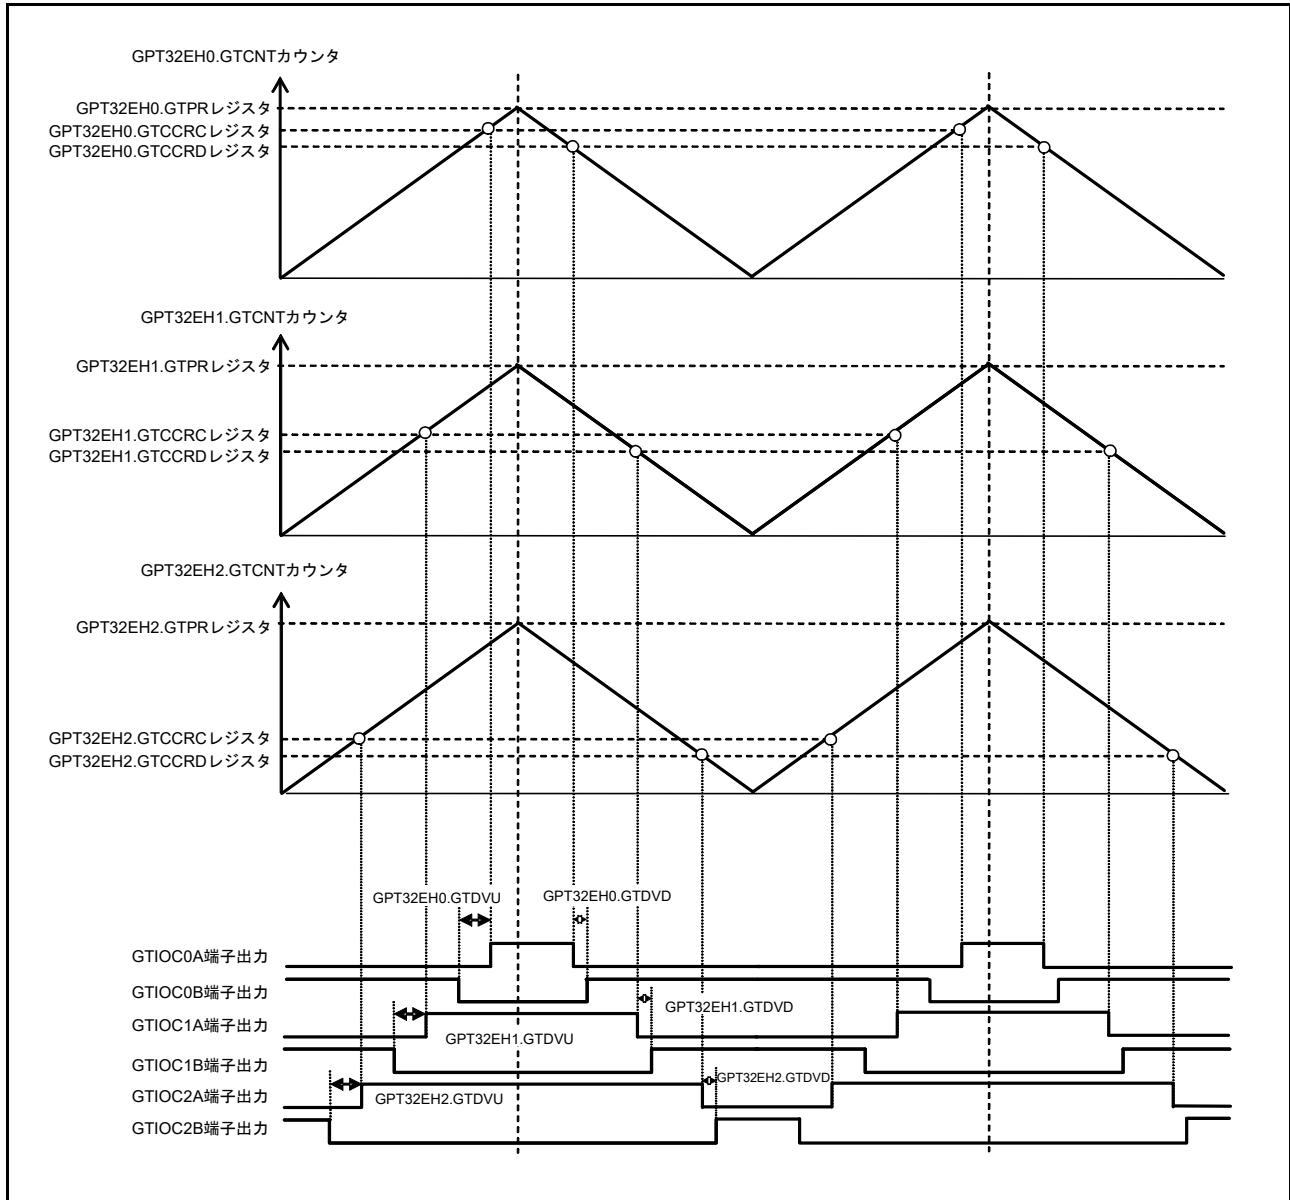 GPT32EH0.GTCNTカウンタ
GPT32EH0.GTPRレジスタ
GPT32EH0.GTCCRCレジスタ
GPT32EH0.GTCCRDレジスタ
GPT32EH1.GTCNTカウンタ
GPT32EH1.GTPRレジスタ
GPT32EH1.GTCCRCレジスタ
GPT32EH1.GTCCRDレジスタ
GPT32EH2.GTCNTカウンタ
GPT32EH2.GTPRレジスタ
GPT32EH2.GTCCRCレジスタ
GPT32EH2.GTCCRDレジスタ
GPT32EH0.GTDVU
GPT32EH0.GTDVD
GTIOC0A端子出力
GTIOC0B端子出力
GPT32EH1.GTDVD
GTIOC1A端子出力
GPT32EH1.GTDVU
GTIOC1B端子出力
GPT32EH2.GTDVD
GTIOC2A端子出力
GPT32EH2.GTDVU
GTIOC2B端子出力